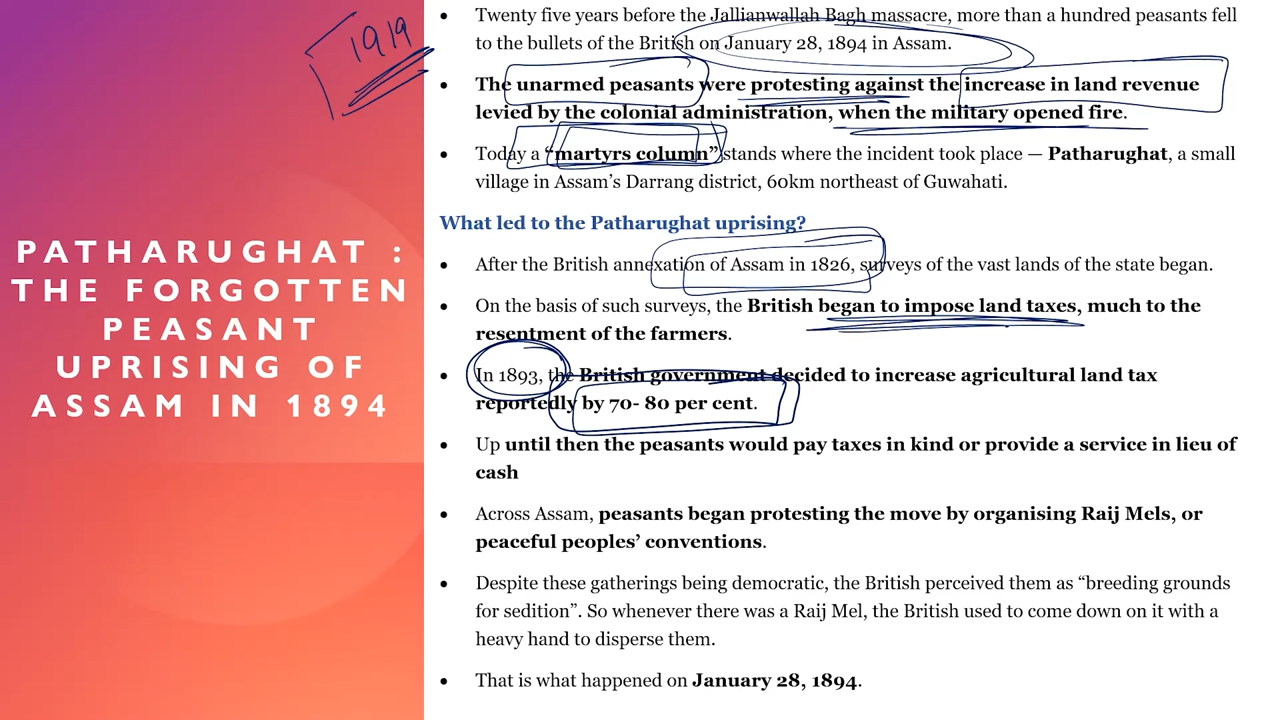 1919
PATHARUGHAT :
THE FORGOTTEN
PEASANT
UPRISING OF
ASSAM IN 1894
• Twenty five years before the Jallianwallah Bagh massacre, more than a hundred peasants fell
to the bullets of the British on January 28, 1894 in Assam.
• The unarmed peasants were protesting against the increase in land revenue
levied by the colonial administration, when the military opened fire.
• Today a “martyrs column” stands where the incident took place — Patharughat, a small
village in Assam’s Darrang district, 60km northeast of Guwahati.
What led to the Patharughat uprising?
• After the British annexation of Assam in 1826, surveys of the vast lands of the state began.
• On the basis of such surveys, the British began to impose land taxes, much to the
resentment of the farmers.
• In 1893, the British government decided to increase agricultural land tax
reportedly by 70- 80 per cent.
• Up until then the peasants would pay taxes in kind or provide a service in lieu of
cash
• Across Assam, peasants began protesting the move by organising Raij Mels, or
peaceful peoples’ conventions.
• Despite these gatherings being democratic, the British perceived them as “breeding grounds
for sedition”. So whenever there was a Raij Mel, the British used to come down on it with a
heavy hand to disperse them.
• That is what happened on January 28, 1894.